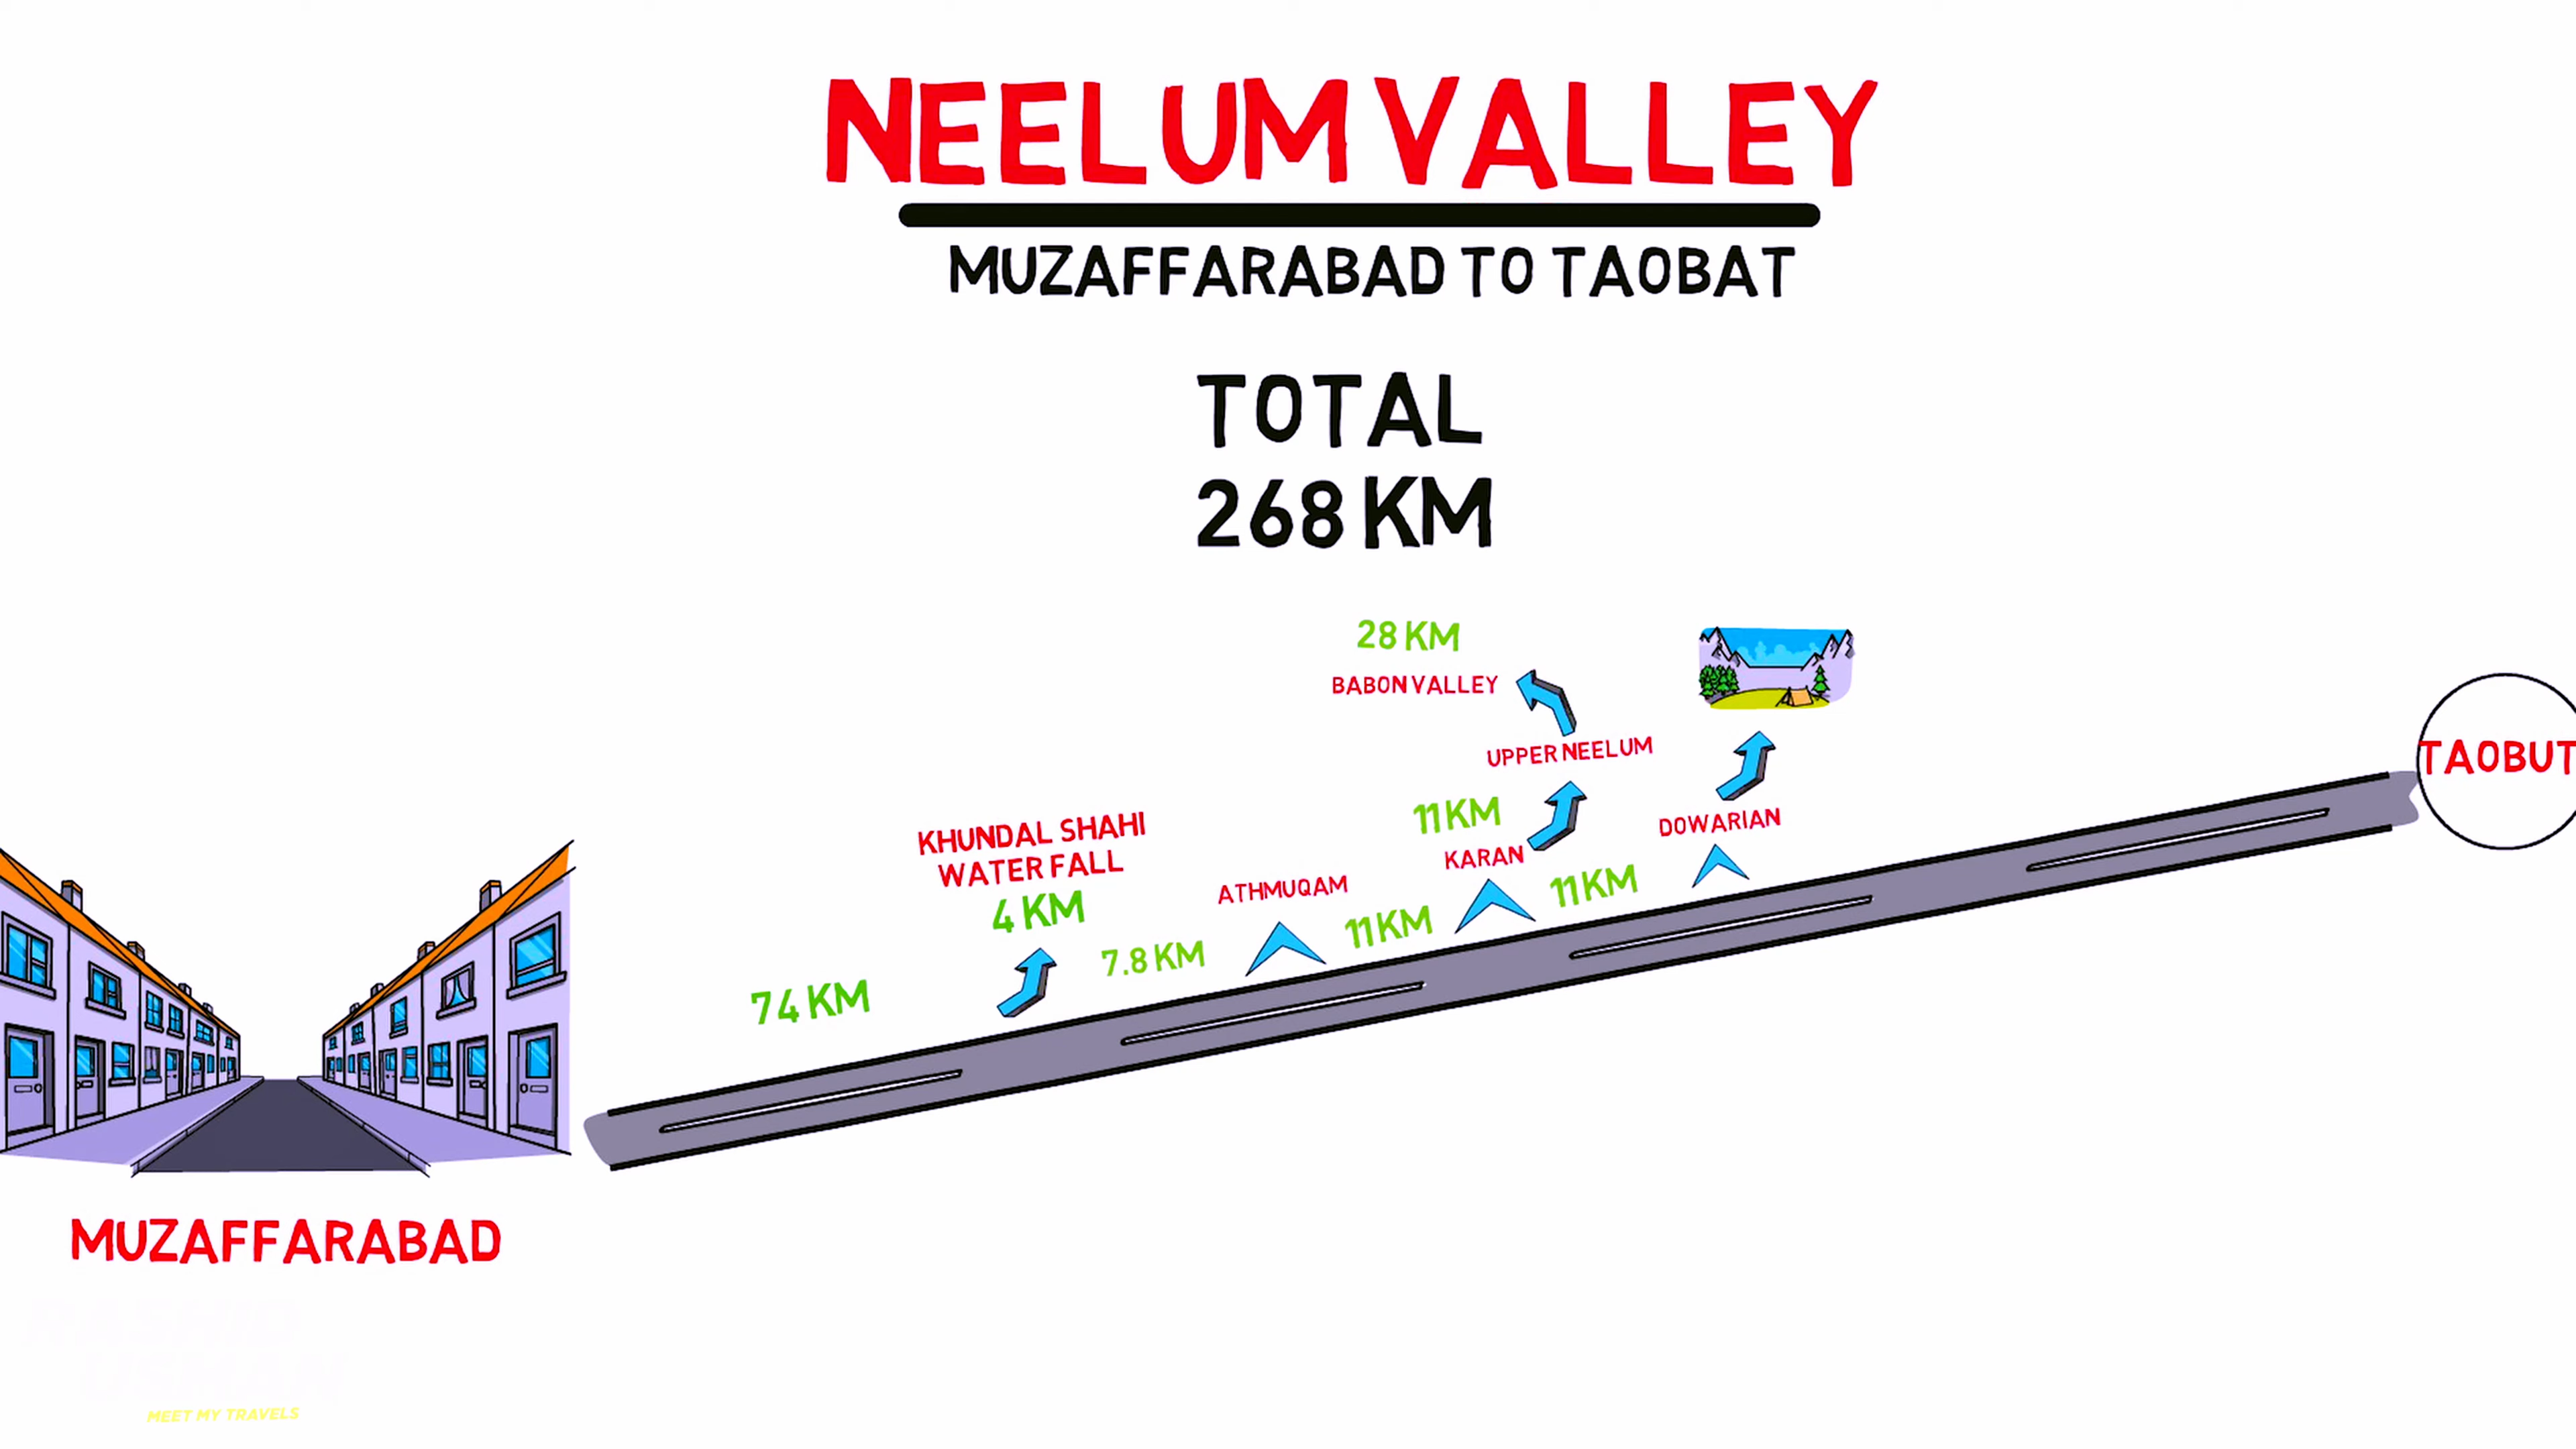 NEELUM VALLEY
MUZAFFARABAD TO TAOBAT
TOTAL
268 KM
28 KM
BABON VALLEY
UPPER NEELUM
11 KM
KARAN
DOWARIAN
11 KM
TAOBUT
KHUNDAL SHAHI
WATER FALL
4 KM
ATHMUQAM
11 KM
7.8 KM
74 KM
MUZAFFARABAD
MEET MY TRAVELS